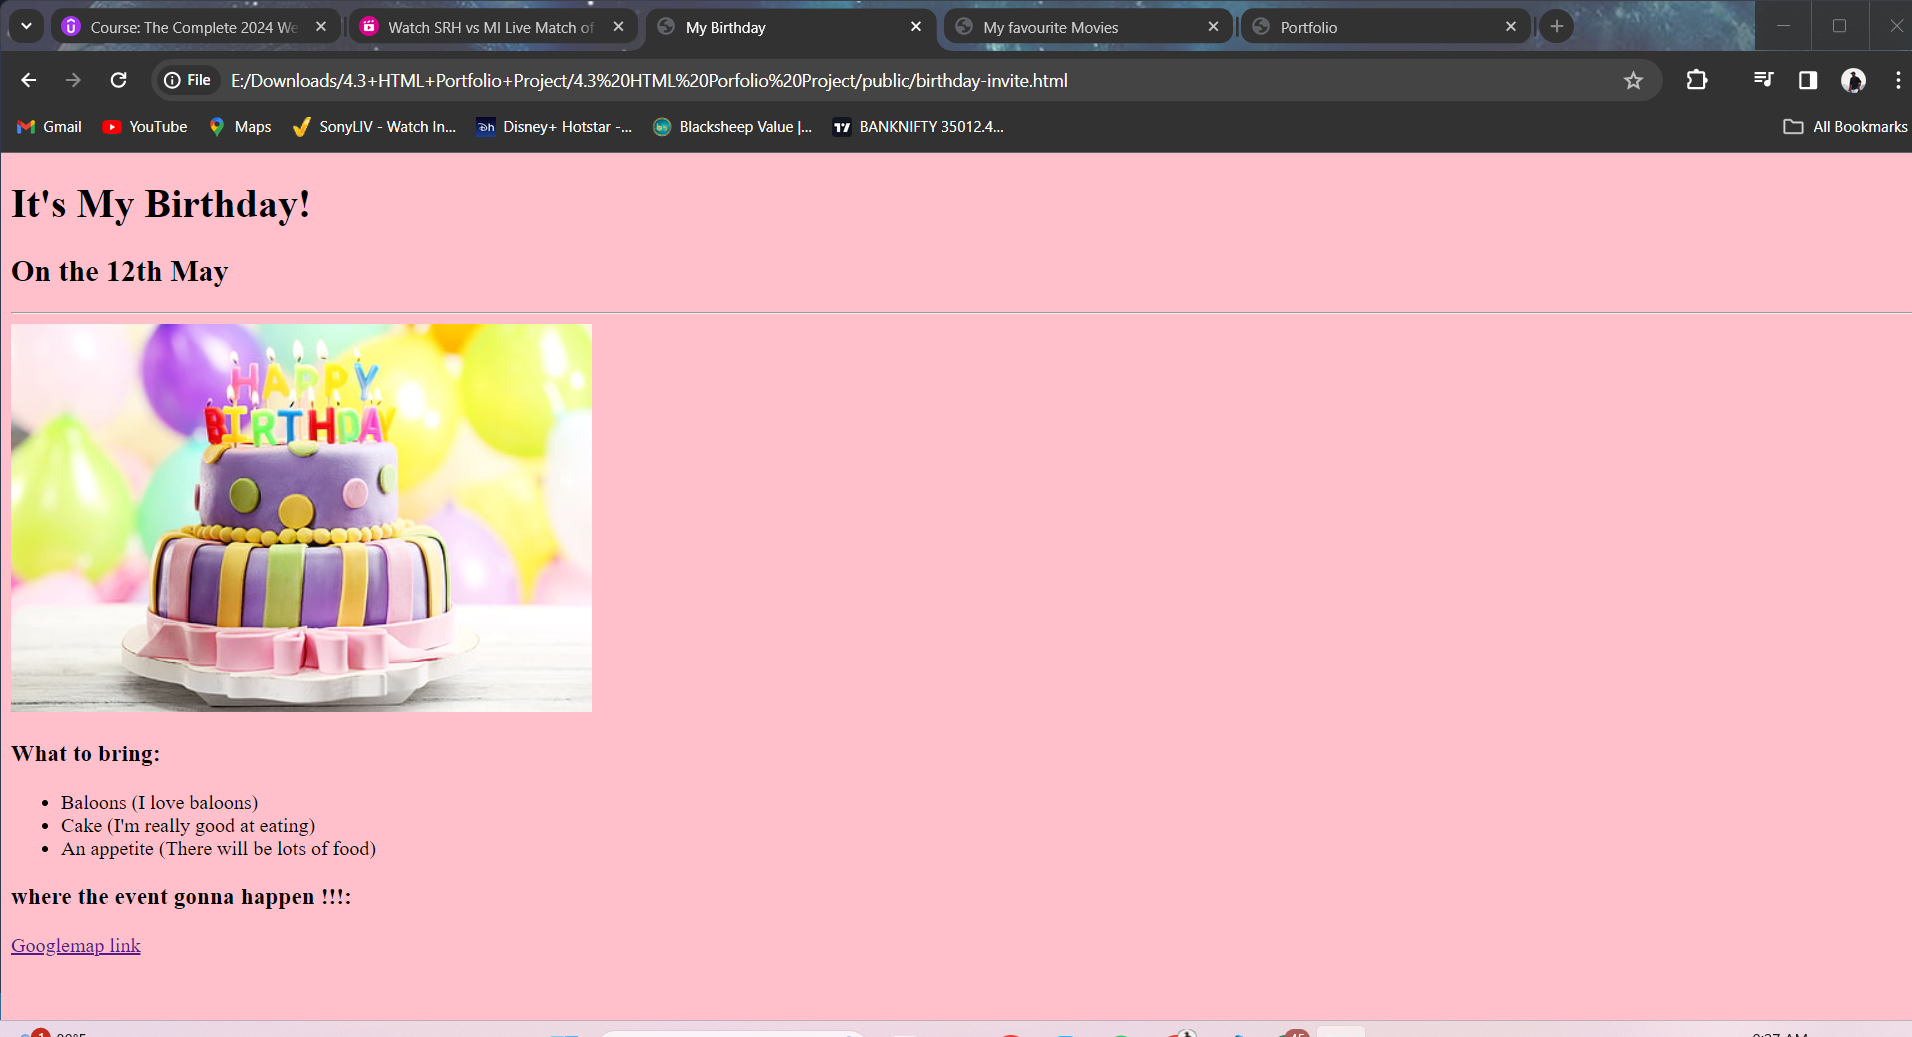 Course: The Complete 2024 We
Watch SRH vs MI Live Match of
My Birthday
My favourite Movies
Portfolio
File
E:/Downloads/4.3+HTML+Portfolio+Project/4.3%20HTML%20Porfolio%20Project/public/birthday-invite.html
Gmail
YouTube
Maps
SonyLIV - Watch In...
Disney+ Hotstar -...
Blacksheep Value |...
BANKNIFTY 35012.4...
All Bookmarks
It's My Birthday!
On the 12th May
HAPPY
BIRTHDAY
What to bring:
• Baloons (I love baloons)
• Cake (I'm really good at eating)
• An appetite (There will be lots of food)
where the event gonna happen !!!:
Googlemap link